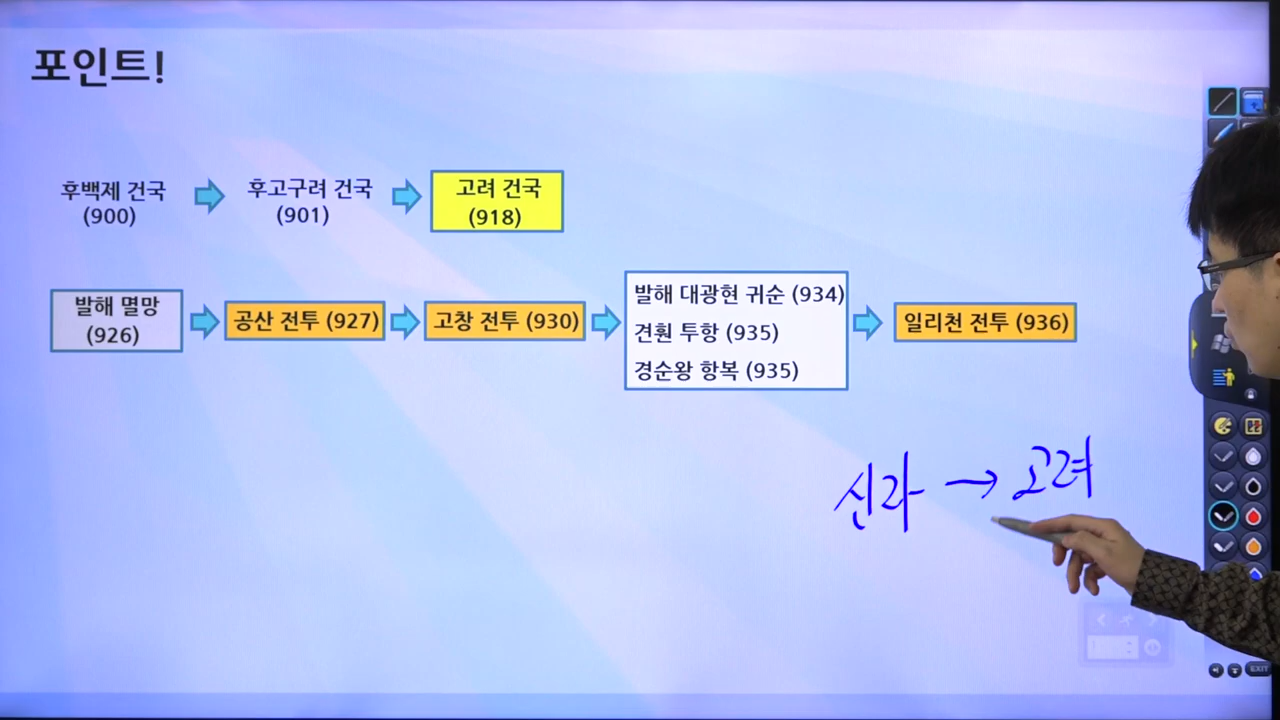 포인트!
후백제 건국
(900)
후고구려 건국
(901)
고려 건국
(918)
발해 멸망
(926)
공산 전투 (927)
고창 전투 (930)
발해 대광현 귀순 (934)
견훤 투항 (935)
경순왕 항복 (935)
일리천 전투 (936)
신라 → 고려
EXIT